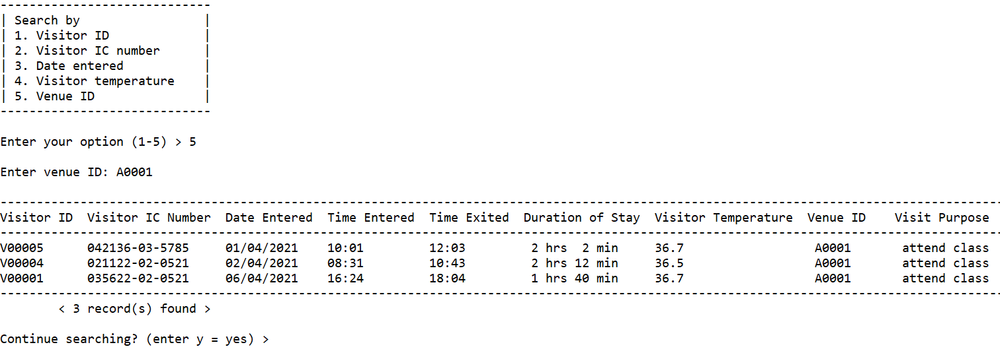 -----------------------------
| Search by                 |
| 1. Visitor ID             |
| 2. Visitor IC number      |
| 3. Date entered           |
| 4. Visitor temperature    |
| 5. Venue ID               |
-----------------------------
Enter your option (1-5) > 5
Enter venue ID: A0001
------------------------------------------------------------------------------------------------------------------------------------------
Visitor ID  Visitor IC Number  Date Entered  Time Entered  Time Exited  Duration of Stay  Visitor Temperature  Venue ID    Visit Purpose
------------------------------------------------------------------------------------------------------------------------------------------
V00005      042136-03-5785     01/04/2021    10:01         12:03         2 hrs  2 min     36.7                  A0001       attend class
V00004      021122-02-0521     02/04/2021    08:31         10:43         2 hrs 12 min     36.5                  A0001       attend class
V00001      035622-02-0521     06/04/2021    16:24         18:04         1 hrs 40 min     36.7                  A0001       attend class
------------------------------------------------------------------------------------------------------------------------------------------
        < 3 record(s) found >
Continue searching? (enter y = yes) >